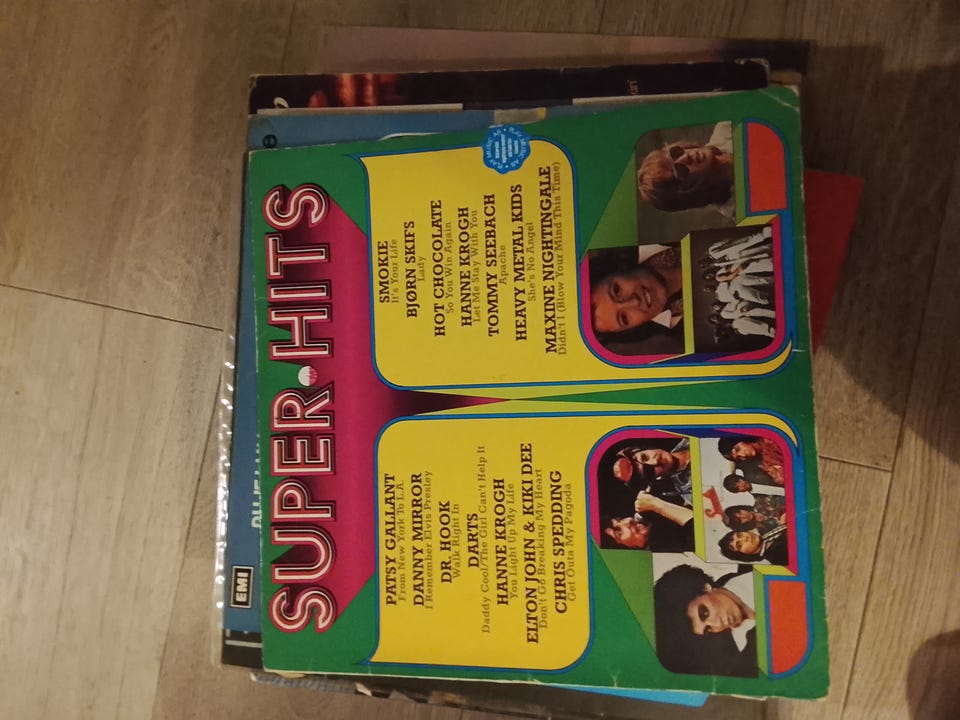 SUPER·HITS
PATSY GALLANT
From New York To L.A.
DANNY MIRROR
I Remember Elvis Presley
DR. HOOK
Walk Right In
DARTS
Daddy Cool/The Girl Can't Help It
HANNE KROGH
You Light Up My Life
ELTON JOHN & KIKI DEE
Don't Go Breaking My Heart
CHRIS SPEDDING
Get Outa My Pagoda
SMOKIE
It's Your Life
BJØRN SKIFS
Lady
HOT CHOCOLATE
So You Win Again
HANNE KROGH
Let Me Stay With You
TOMMY SEEBACH
Apache
HEAVY METAL KIDS
She's No Angel
MAXINE NIGHTINGALE
Didn't I (Blow Your Mind This Time)
EMI